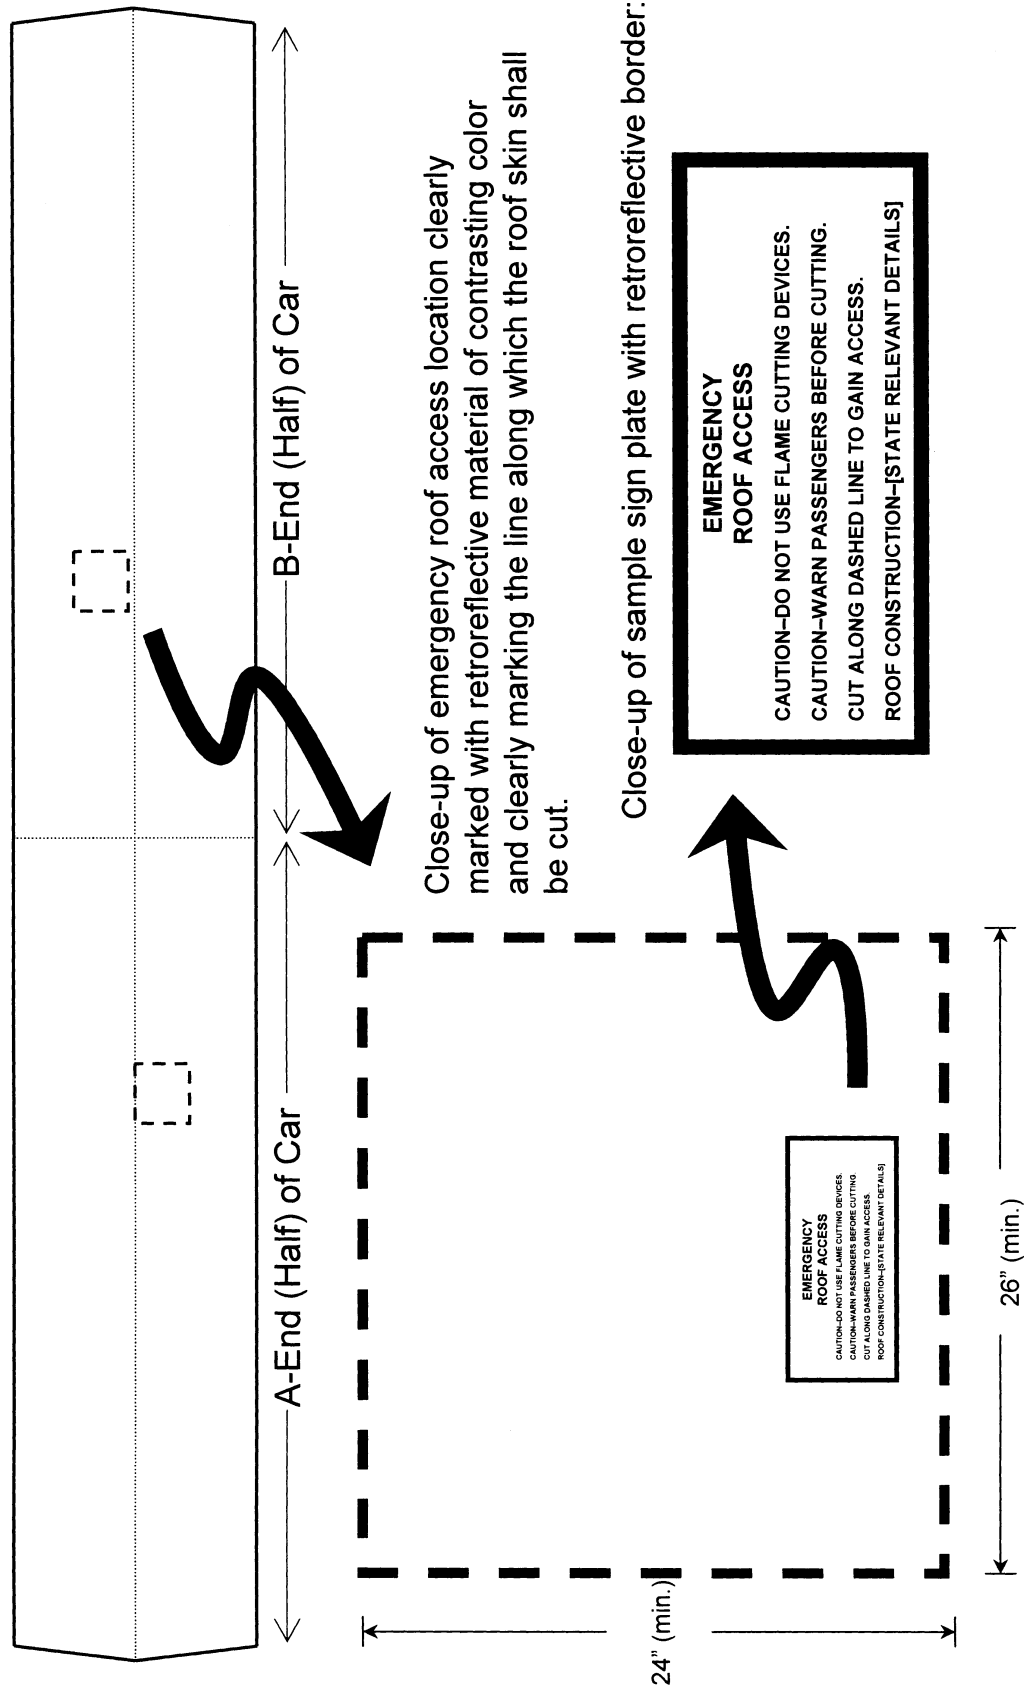 A-End (Half) of Car
B-End (Half) of Car
Close-up of emergency roof access location clearly
marked with retroreflective material of contrasting color
and clearly marking the line along which the roof skin shall
be cut.
24” (min.)
26” (min.)
EMERGENCY
ROOF ACCESS
CAUTION–DO NOT USE FLAME CUTTING DEVICES.
CAUTION–WARN PASSENGERS BEFORE CUTTING.
CUT ALONG DASHED LINE TO GAIN ACCESS.
ROOF CONSTRUCTION–[STATE RELEVANT DETAILS]
Close-up of sample sign plate with retroreflective border:
EMERGENCY
ROOF ACCESS
CAUTION–DO NOT USE FLAME CUTTING DEVICES.
CAUTION–WARN PASSENGERS BEFORE CUTTING.
CUT ALONG DASHED LINE TO GAIN ACCESS.
ROOF CONSTRUCTION–[STATE RELEVANT DETAILS]